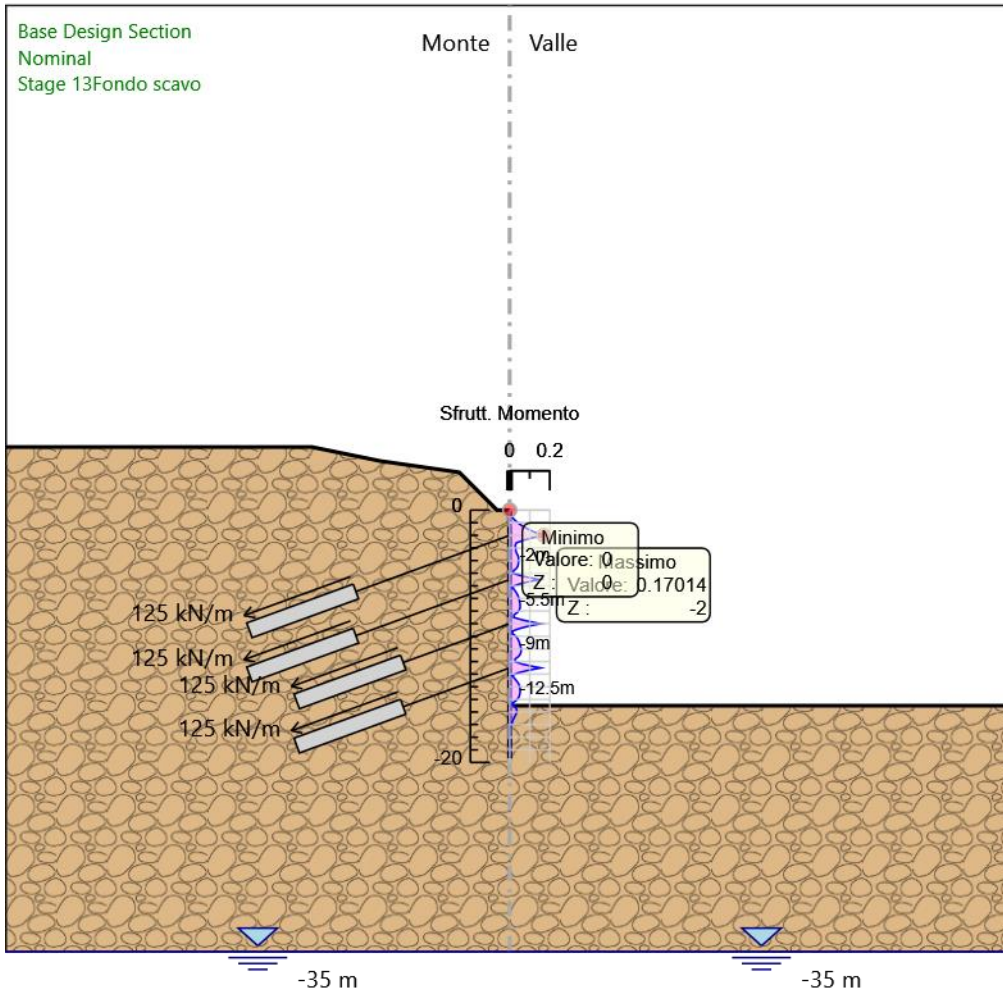 Base Design Section
Nominal
Stage 13Fondo scavo
Monte
Valle
Sfrutt. Momento
0
0.2
0
Minimo
Valore: 0
Z : 0
Massimo
Valore: 0.17014
Z : -2
-2m
-5.5m
-9m
-12.5m
125 kN/m
125 kN/m
125 kN/m
125 kN/m
-20
-35 m
-35 m